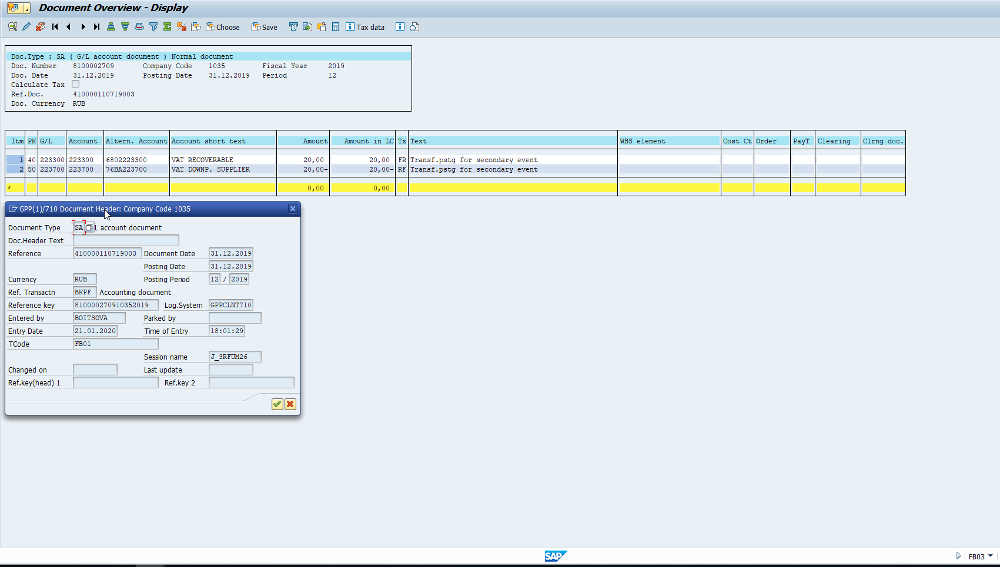 Document Overview - Display
Choose Save Tax data
Doc.Type : SA ( G/L account document ) Normal document
Doc. Number 8100002709 Company Code 1035 Fiscal Year 2019
Doc. Date 31.12.2019 Posting Date 31.12.2019 Period 12
Calculate Tax
Ref.Doc. 410000110719003
Doc. Currency RUB
Itm PK G/L Account Altern. Account Account short text Amount Amount in LC Tx Text WBS element Cost Ct Order PayT Clearing Clrng doc.
1 40 223300 223300 6802223300 VAT RECOVERABLE 20,00 20,00 FR Transf.pstg for secondary event
2 50 223700 223700 76BA223700 VAT DOWNP. SUPPLIER 20,00- 20,00- RF Transf.pstg for secondary event
* 0,00 0,00
GPP(1)/710 Document Header: Company Code 1035
Document Type SA L account document
Doc.Header Text
Reference 410000110719003 Document Date 31.12.2019
Posting Date 31.12.2019
Currency RUB Posting Period 12 / 2019
Ref. Transactn BKPF Accounting document
Reference key 810000270910352019 Log.System GPPCLNT710
Entered by BOITSOVA Parked by
Entry Date 21.01.2020 Time of Entry 18:01:29
TCode FB01
Session name J_3RFUM26
Changed on Last update
Ref.key(head) 1 Ref.key 2
SAP FB03